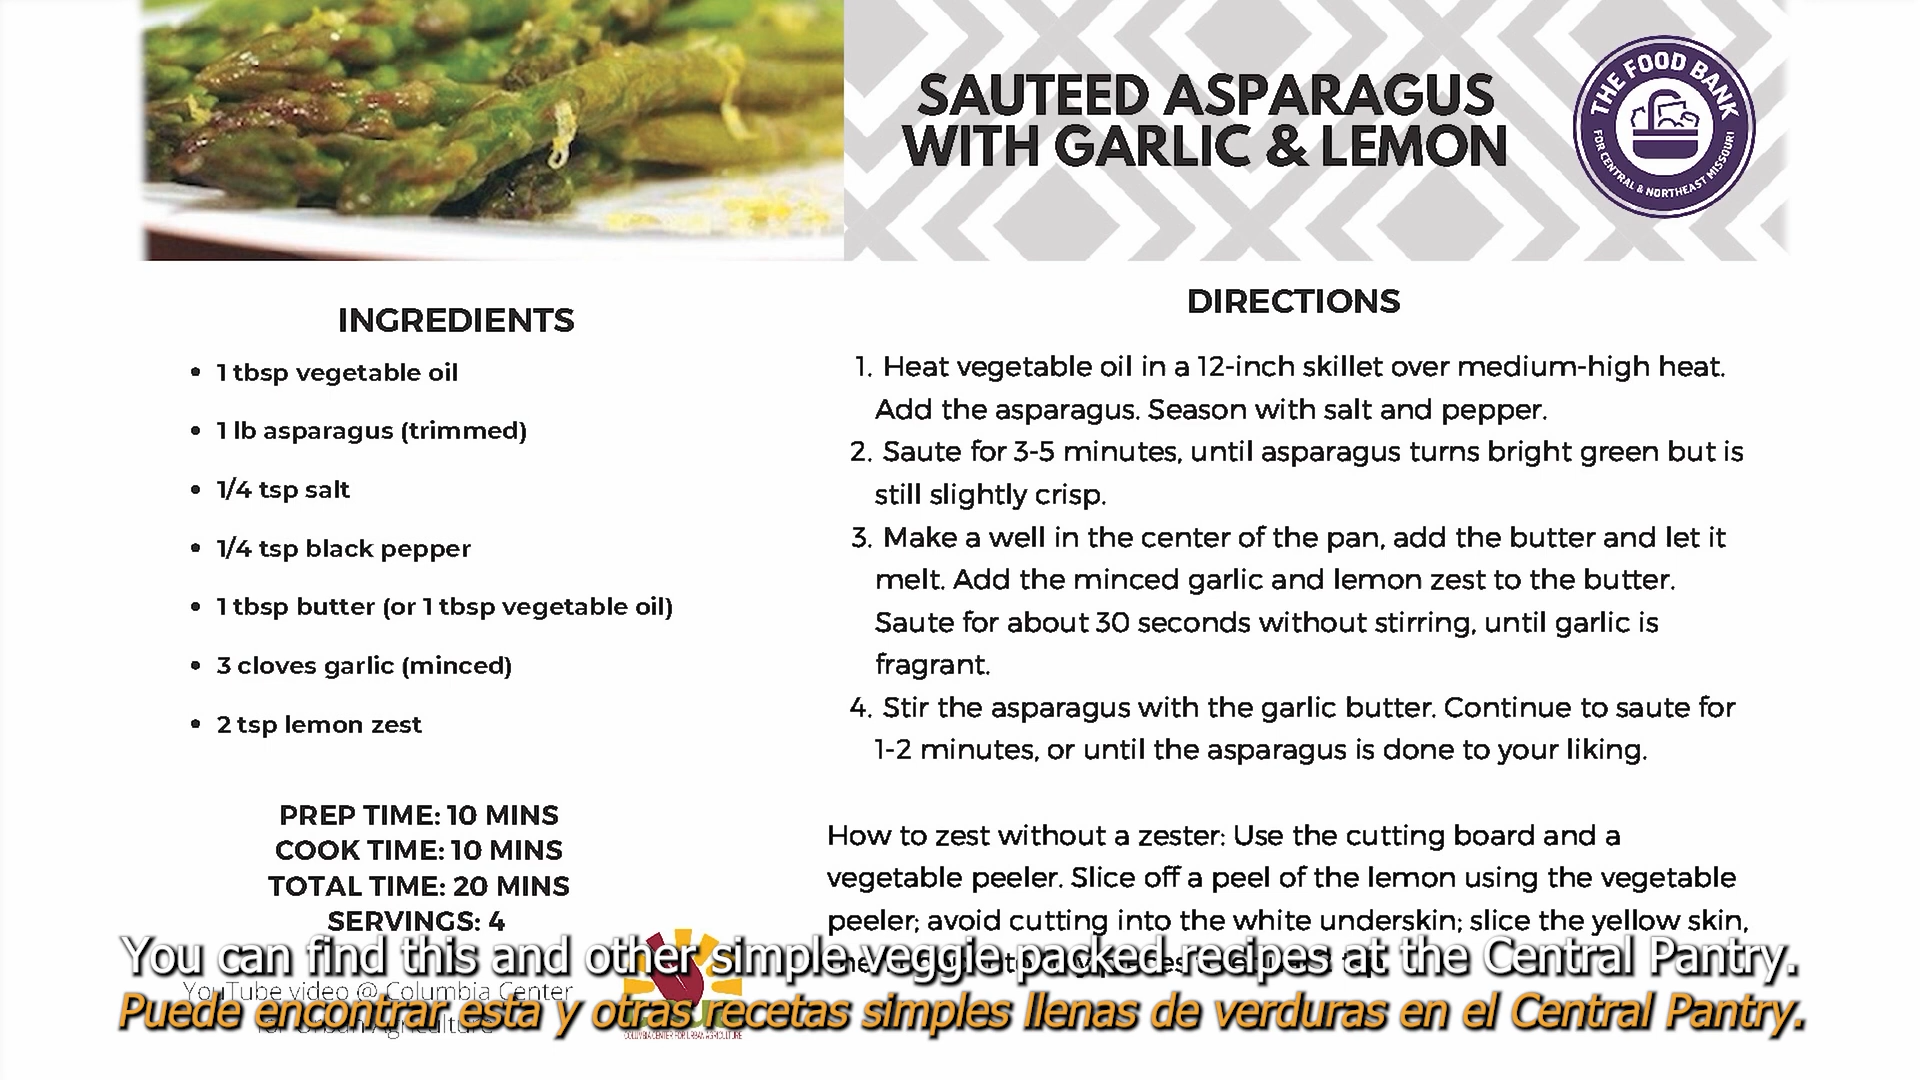 SAUTEED ASPARAGUS
WITH GARLIC & LEMON
THE FOOD BANK
FOR CENTRAL & NORTHEAST MISSOURI
INGREDIENTS
• 1 tbsp vegetable oil
• 1 lb asparagus (trimmed)
• 1/4 tsp salt
• 1/4 tsp black pepper
• 1 tbsp butter (or 1 tbsp vegetable oil)
• 3 cloves garlic (minced)
• 2 tsp lemon zest
PREP TIME: 10 MINS
COOK TIME: 10 MINS
TOTAL TIME: 20 MINS
SERVINGS: 4
DIRECTIONS
1. Heat vegetable oil in a 12-inch skillet over medium-high heat.
Add the asparagus. Season with salt and pepper.
2. Saute for 3-5 minutes, until asparagus turns bright green but is
still slightly crisp.
3. Make a well in the center of the pan, add the butter and let it
melt. Add the minced garlic and lemon zest to the butter.
Saute for about 30 seconds without stirring, until garlic is
fragrant.
4. Stir the asparagus with the garlic butter. Continue to saute for
1-2 minutes, or until the asparagus is done to your liking.
How to zest without a zester: Use the cutting board and a
vegetable peeler. Slice off a peel of the lemon using the vegetable
peeler; avoid cutting into the white underskin; slice the yellow skin,
YouTube video @ Columbia Center
for Urban Agriculture
COLUMBIA CENTER FOR URBAN AGRICULTURE
You can find this and other simple veggie packed recipes at the Central Pantry.
Puede encontrar esta y otras recetas simples llenas de verduras en el Central Pantry.